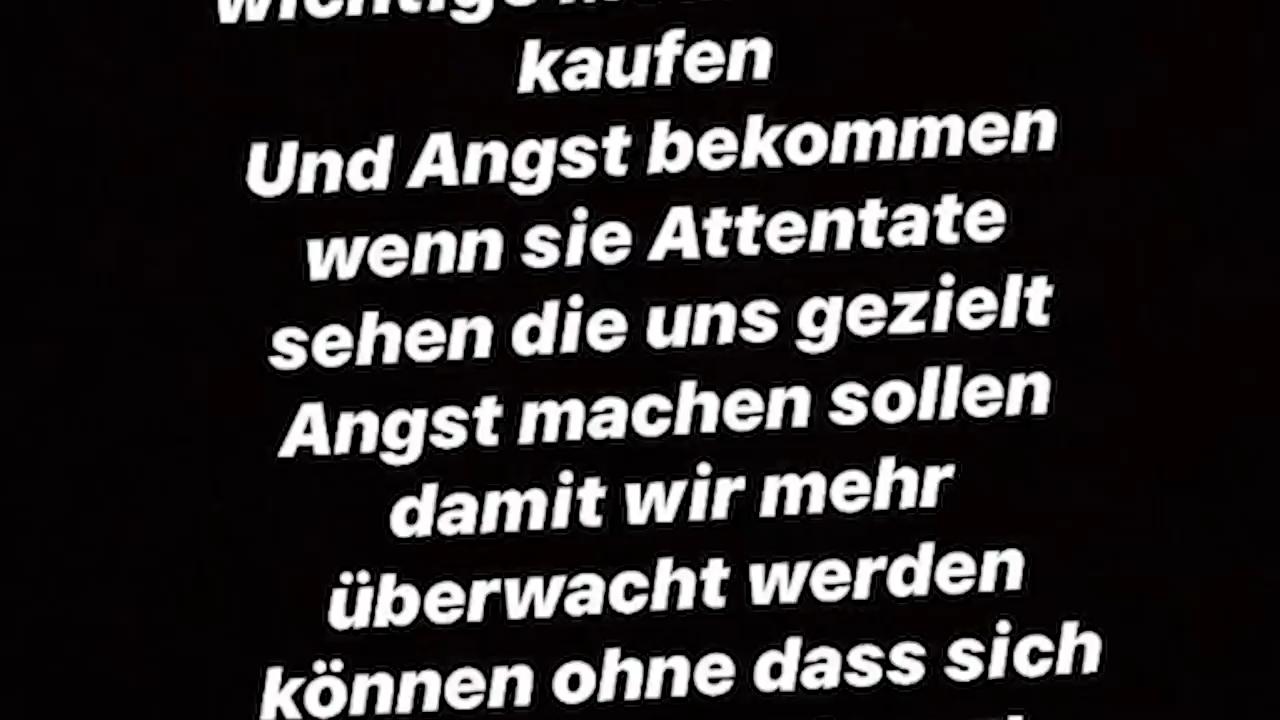 wichtige
kaufen
Und Angst bekommen
wenn sie Attentate
sehen die uns gezielt
Angst machen sollen
damit wir mehr
überwacht werden
können ohne dass sich